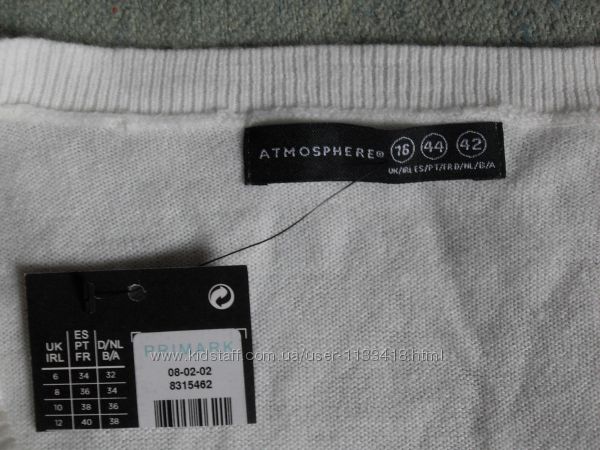 ATMOSPHERE® 16 44 42
UK/IRL ES/PT/FR D/NL/B/A
UK IRL ES PT FR D/NL B/A
6 34 32
8 36 34
10 38 36
12 40 38
PRIMARK
08-02-02
8315462
www.kidstaff.com.ua/user-1189418.html